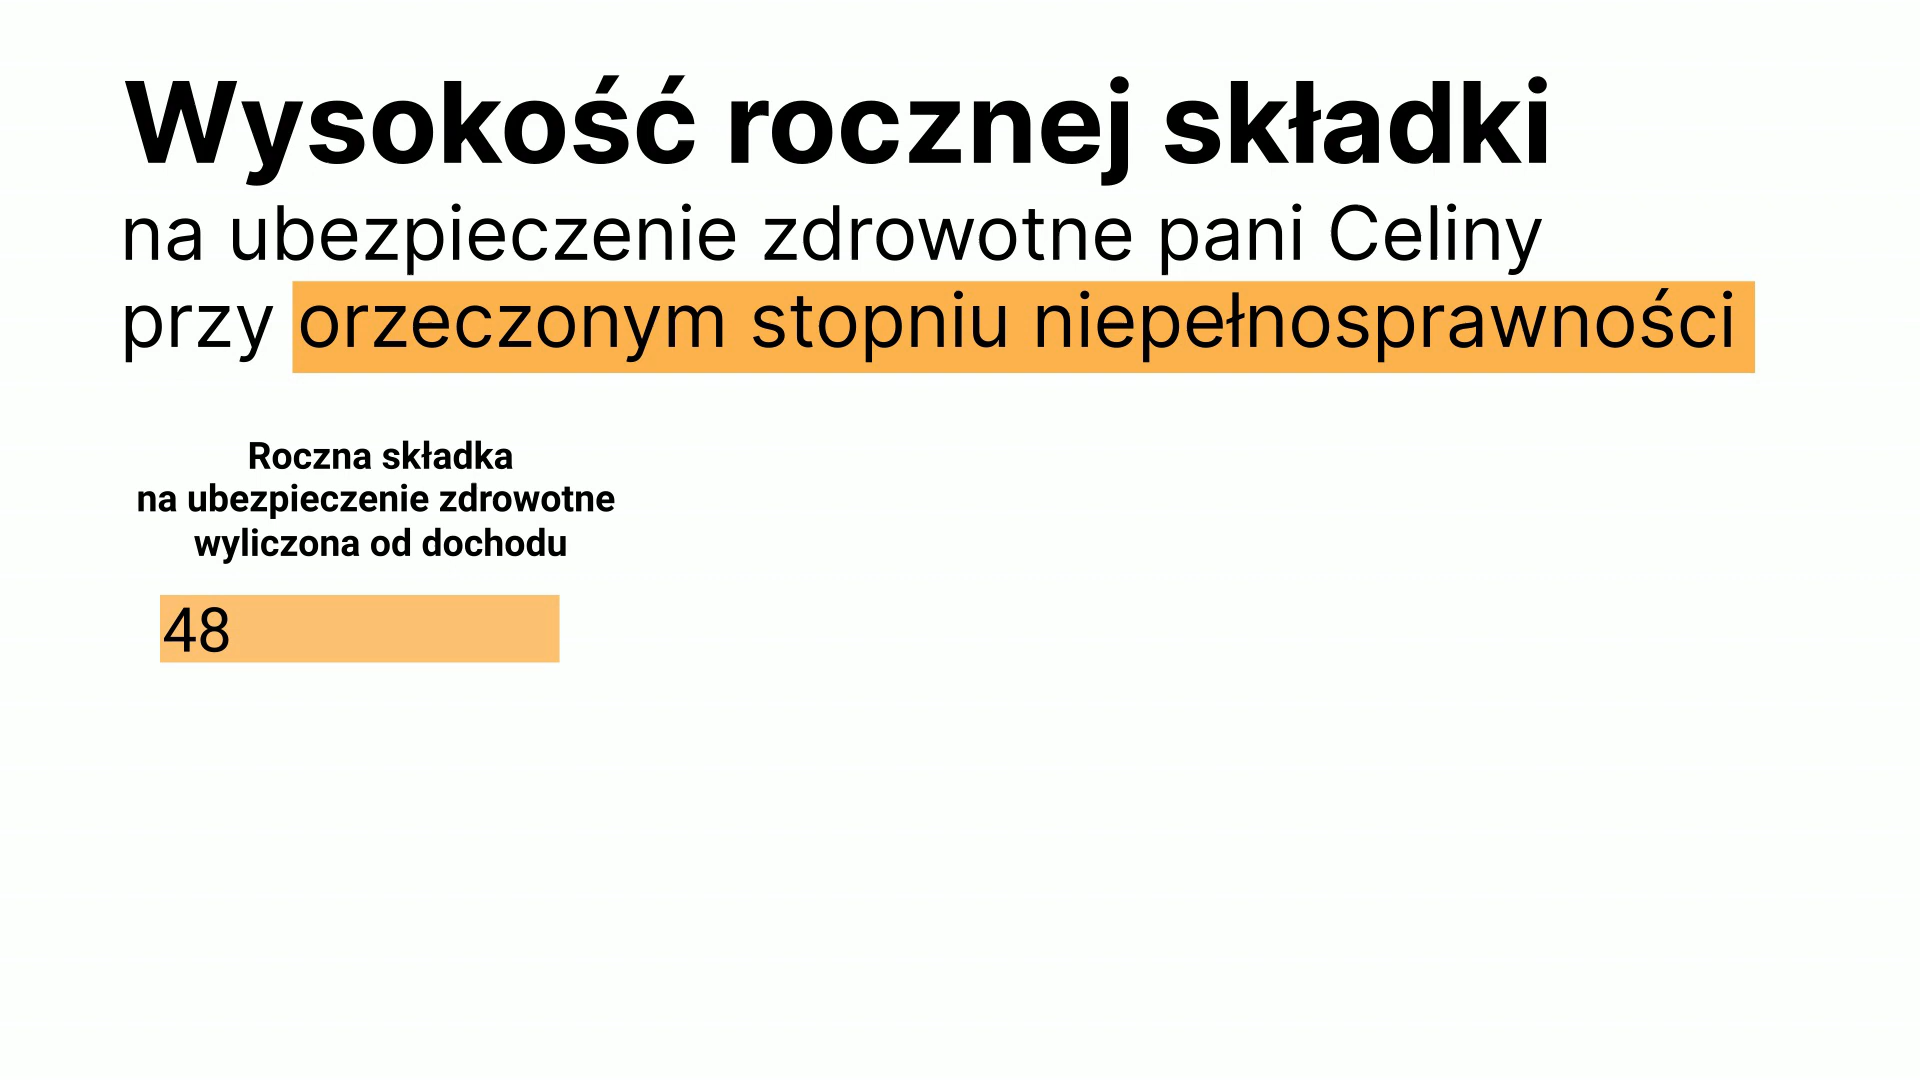 Wysokość rocznej składki
na ubezpieczenie zdrowotne pani Celiny
przy orzeczonym stopniu niepełnosprawności
Roczna składka
na ubezpieczenie zdrowotne
wyliczona od dochodu
48